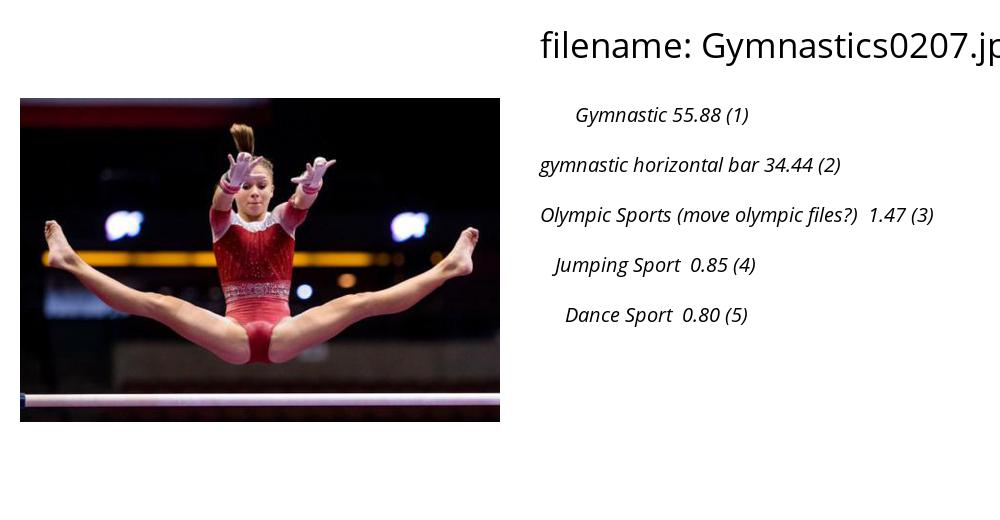 filename: Gymnastics0207.jp
Gymnastic 55.88 (1)
gymnastic horizontal bar 34.44 (2)
Olympic Sports (move olympic files?) 1.47 (3)
Jumping Sport 0.85 (4)
Dance Sport 0.80 (5)